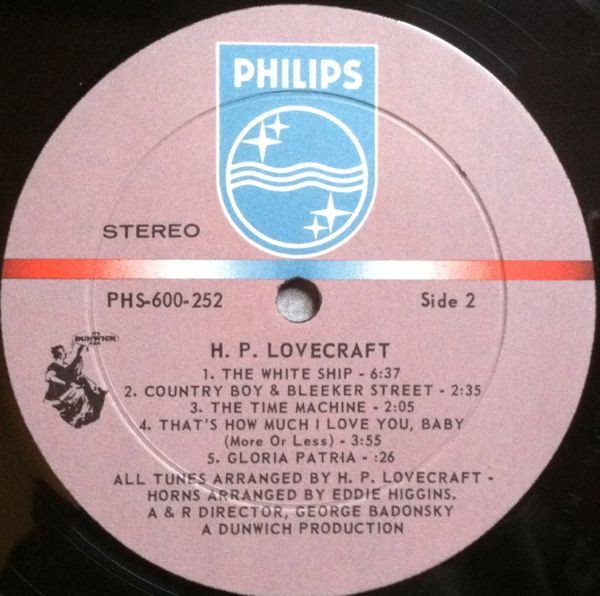 PHILIPS
STEREO
PHS-600-252
Side 2
DUNWICH
H. P. LOVECRAFT
1. THE WHITE SHIP - 6:37
2. COUNTRY BOY & BLEEKER STREET - 2:35
3. THE TIME MACHINE - 2:05
4. THAT'S HOW MUCH I LOVE YOU, BABY
(More Or Less) - 3:55
5. GLORIA PATRIA - :26
ALL TUNES ARRANGED BY H. P. LOVECRAFT -
HORNS ARRANGED BY EDDIE HIGGINS.
A & R DIRECTOR, GEORGE BADONSKY
A DUNWICH PRODUCTION